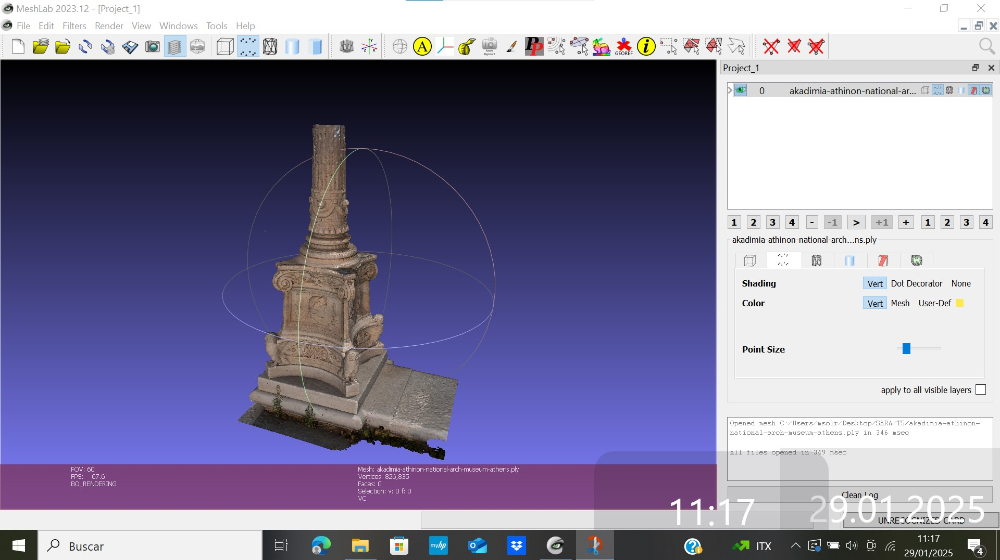 MeshLab 2023.12 - [Project_1]
File Edit Filters Render View Windows Tools Help
A
Raster Alignment
PP
GEOREF
i
Project_1
0 akadimia-athinon-national-ar...
1 2 3 4 - -1 > +1 + 1 2 3 4
akadimia-athinon-national-arch...ns.ply
Shading Vert Dot Decorator None
Color Vert Mesh User-Def
Point Size
apply to all visible layers
Opened mesh C:/Users/msolr/Desktop/SARA/T5/akadimia-athinon-
national-arch-museum-athens.ply in 346 msec
All files opened in 349 msec
Clean Log
FOV: 60
FPS: 67.6
BO_RENDERING
Mesh: akadimia-athinon-national-arch-museum-athens.ply
Vertices: 826,835
Faces: 0
Selection: v: 0 f: 0
VC
11:17 29.01.2025
UNRECOGNIZED CARD
Buscar
myhp
ITX
11:17
29/01/2025
4